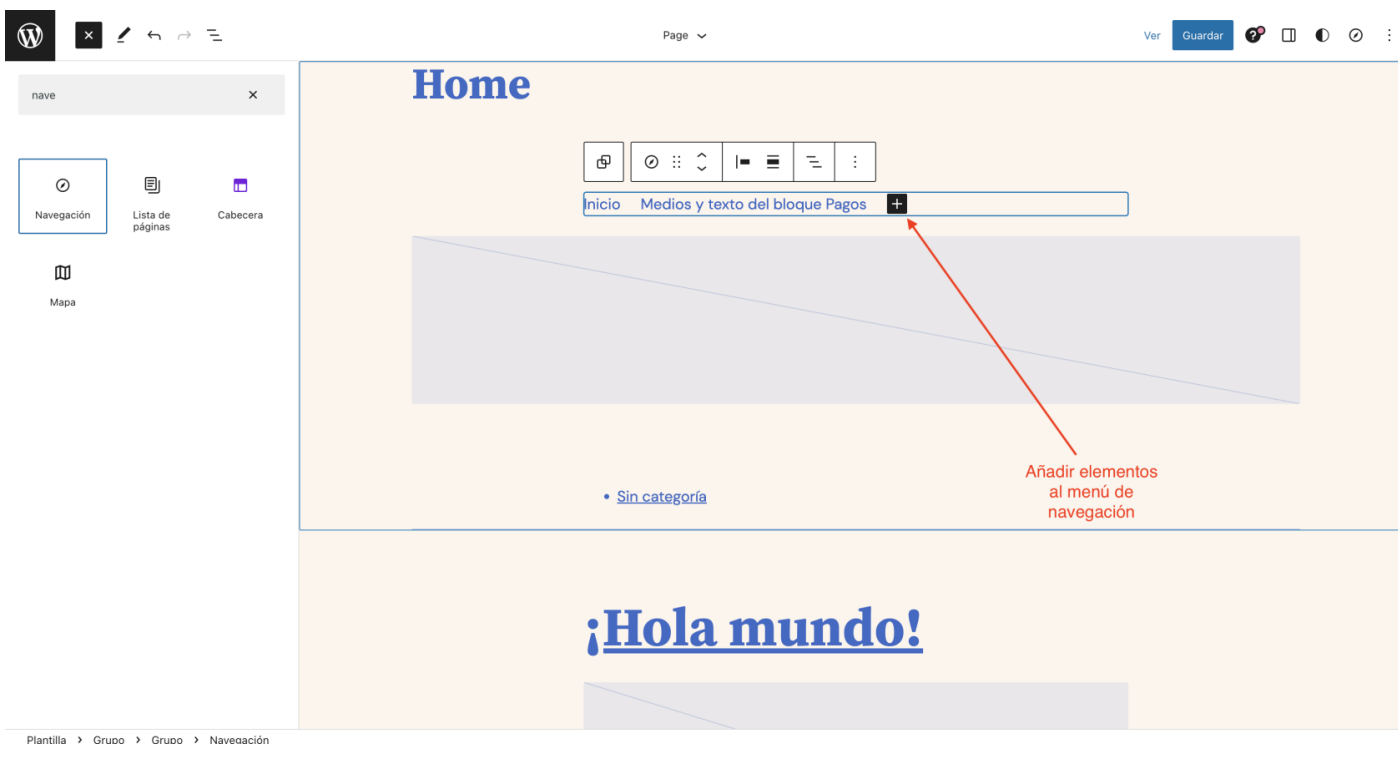 Page
Ver
Guardar
nave
Navegación
Lista de
páginas
Cabecera
Mapa
Home
Inicio Medios y texto del bloque Pagos
Añadir elementos
al menú de
navegación
Sin categoría
¡Hola mundo!
Plantilla > Grupo > Grupo > Navegación